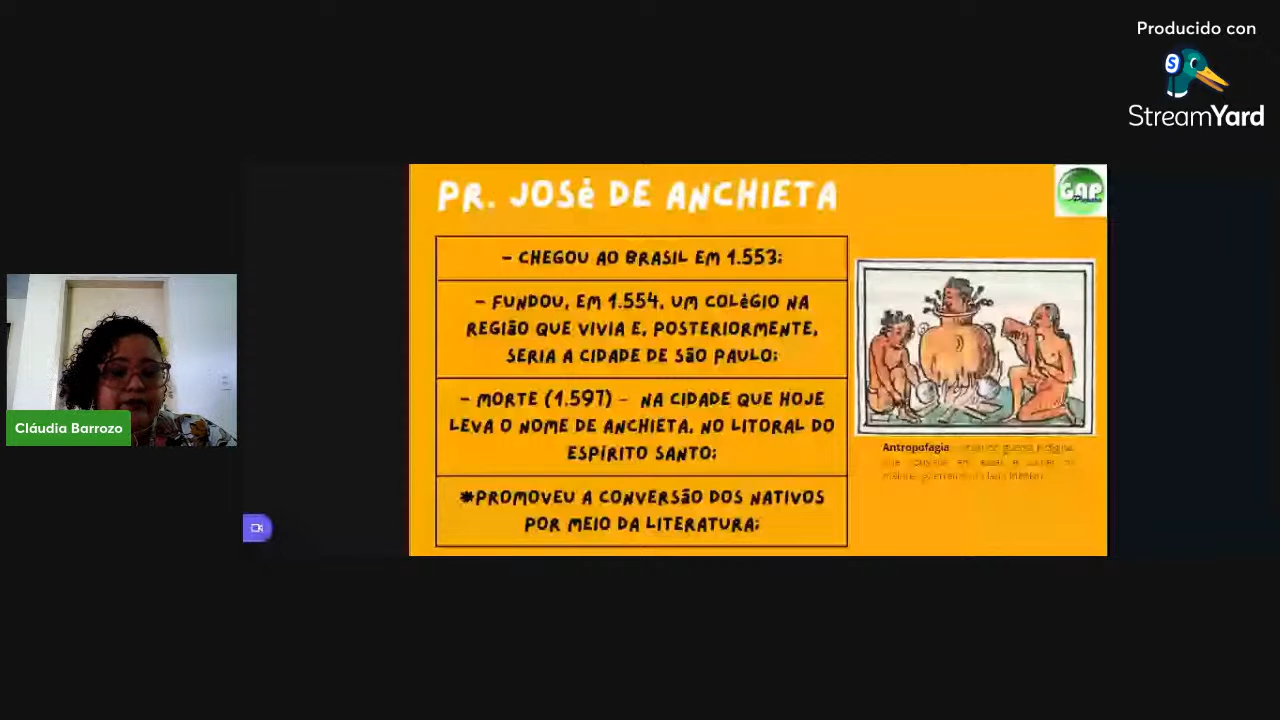 Producido con
StreamYard
PR. JOSÉ DE ANCHIETA
GAP
- CHEGOU AO BRASIL EM 1.553;
- FUNDOU, EM 1.554, UM COLÉGIO NA
REGIÃO QUE VIVIA E, POSTERIORMENTE,
SERIA A CIDADE DE SÃO PAULO;
- MORTE (1.597) - NA CIDADE QUE HOJE
LEVA O NOME DE ANCHIETA, NO LITORAL DO
ESPÍRITO SANTO;
*PROMOVEU A CONVERSÃO DOS NATIVOS
POR MEIO DA LITERATURA;
Antropofagia
Cláudia Barrozo